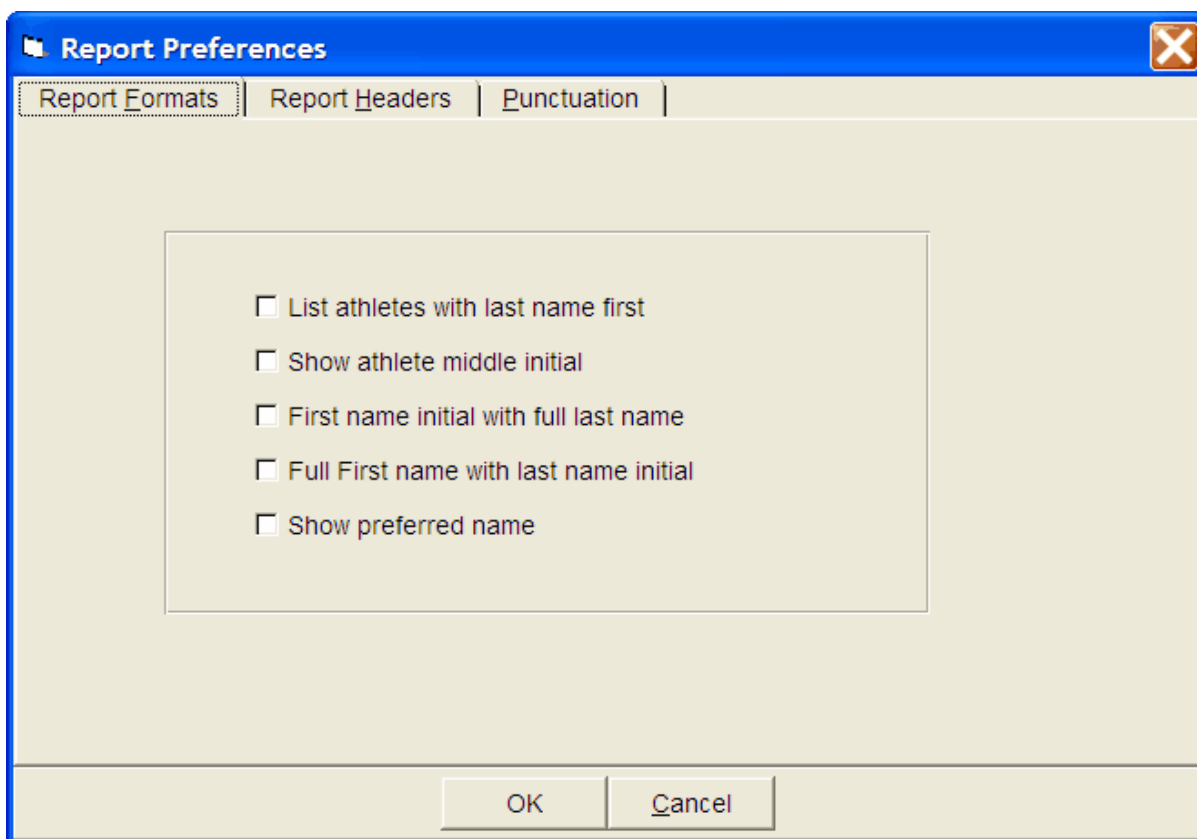 Report Preferences
Report Formats Report Headers Punctuation
List athletes with last name first
Show athlete middle initial
First name initial with full last name
Full First name with last name initial
Show preferred name
OK Cancel